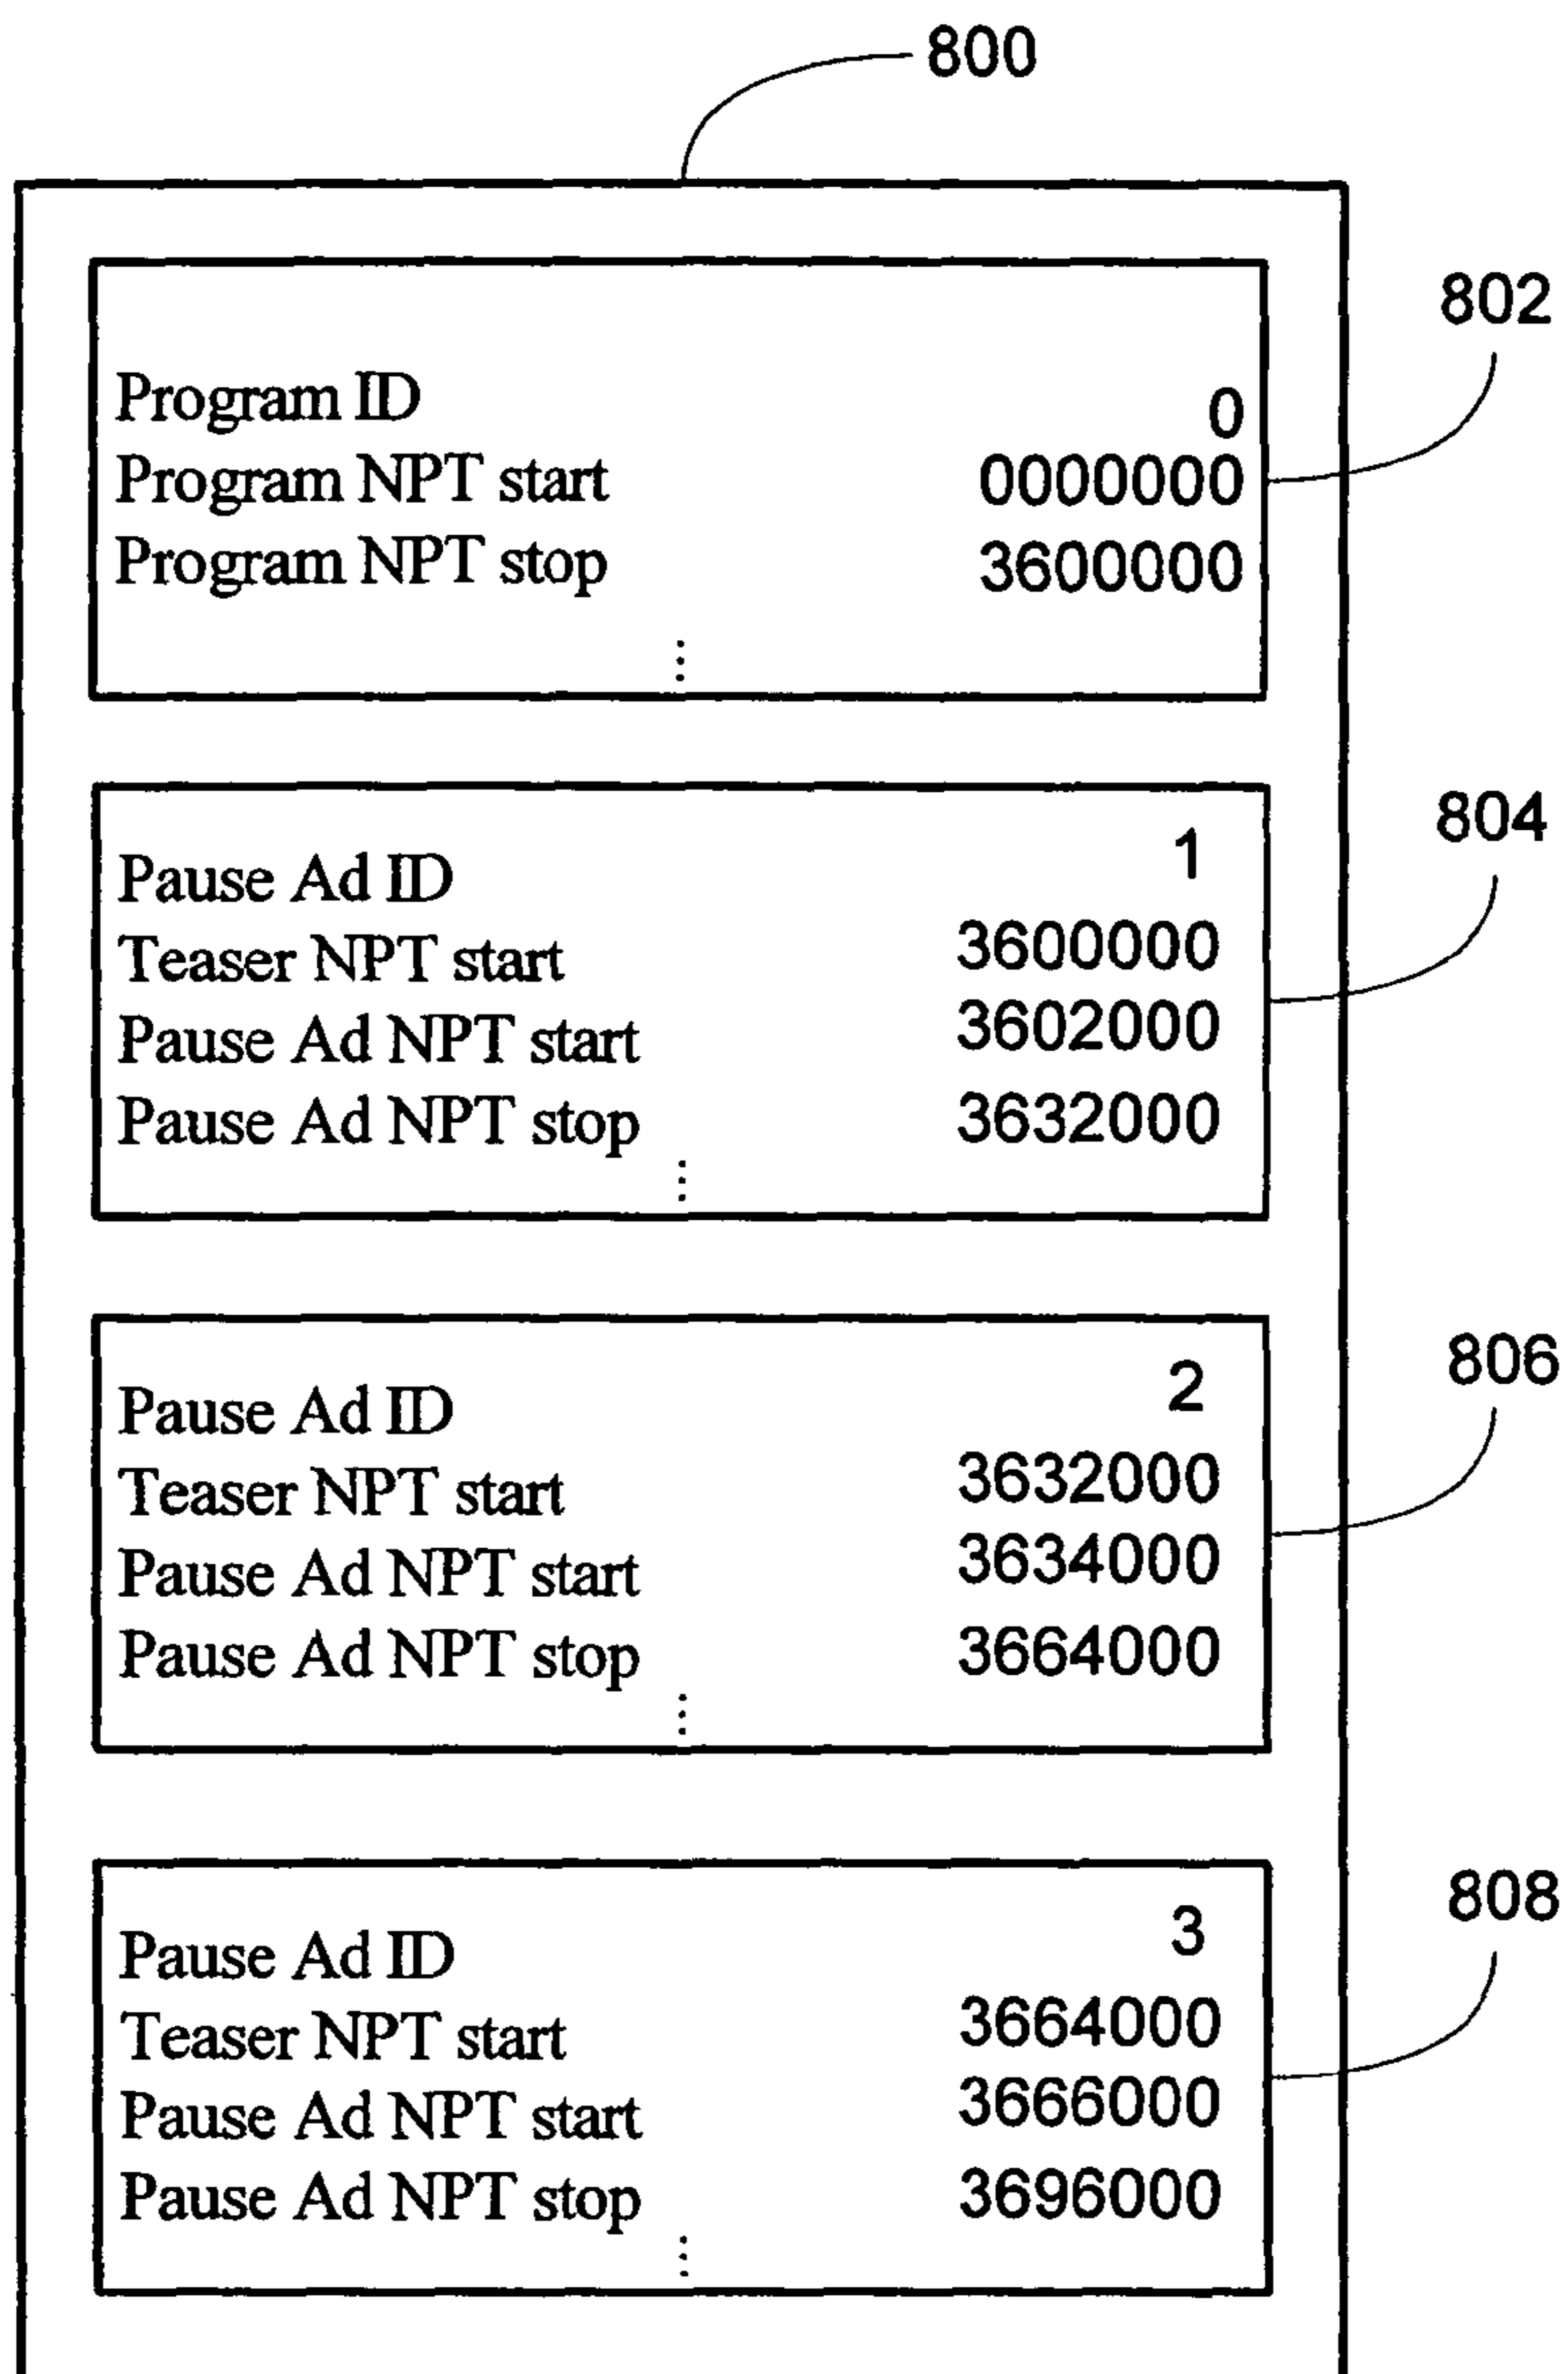 800
802
Program ID 0
Program NPT start 0000000
Program NPT stop 3600000
804
Pause Ad ID 1
Teaser NPT start 3600000
Pause Ad NPT start 3602000
Pause Ad NPT stop 3632000
806
Pause Ad ID 2
Teaser NPT start 3632000
Pause Ad NPT start 3634000
Pause Ad NPT stop 3664000
808
Pause Ad ID 3
Teaser NPT start 3664000
Pause Ad NPT start 3666000
Pause Ad NPT stop 3696000